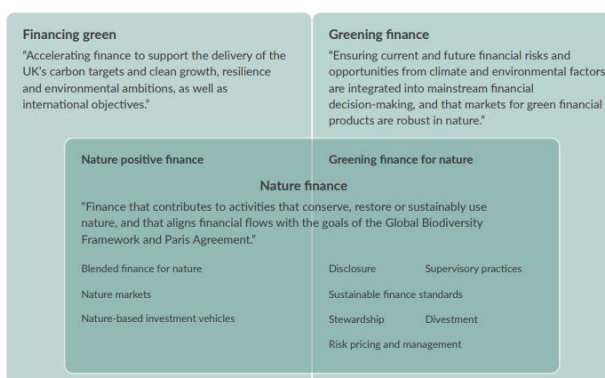 Financing green
"Accelerating finance to support the delivery of the
UK's carbon targets and clean growth, resilience
and environmental ambitions, as well as
international objectives."
Greening finance
"Ensuring current and future financial risks and
opportunities from climate and environmental factors
are integrated into mainstream financial
decision-making, and that markets for green financial
products are robust in nature."
Nature positive finance
Greening finance for nature
Nature finance
"Finance that contributes to activities that conserve, restore or sustainably use
nature, and that aligns financial flows with the goals of the Global Biodiversity
Framework and Paris Agreement."
Blended finance for nature
Nature markets
Nature-based investment vehicles
Disclosure
Supervisory practices
Sustainable finance standards
Stewardship
Divestment
Risk pricing and management